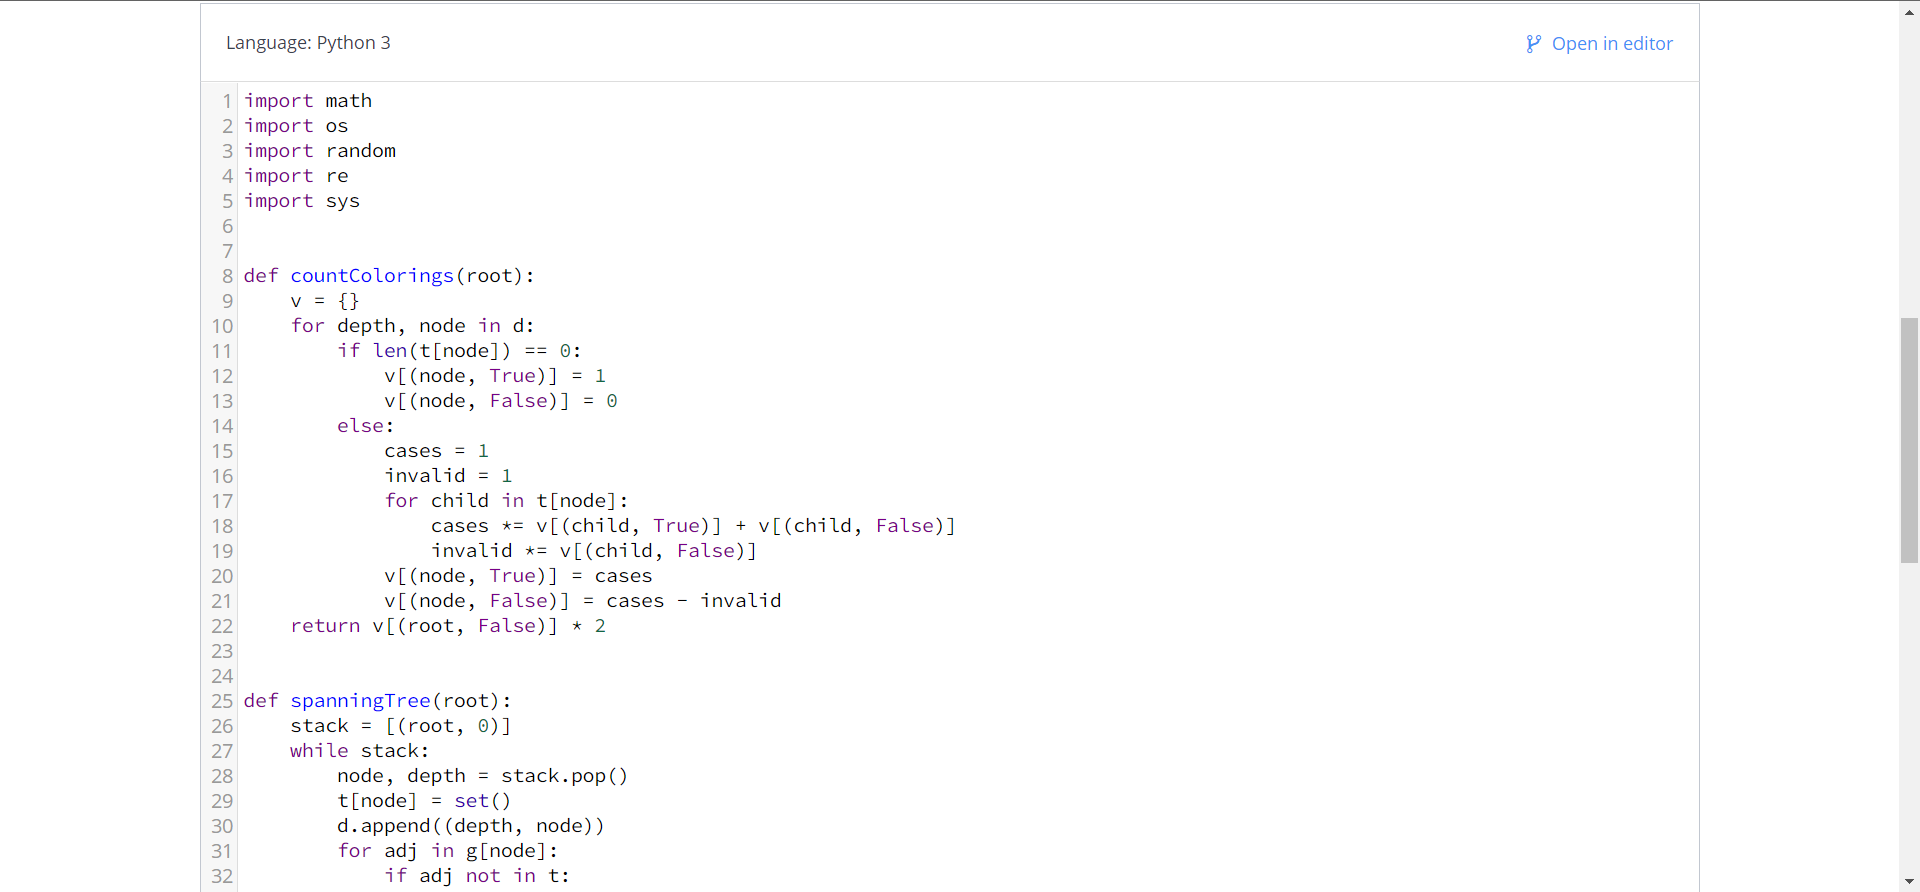 Language: Python 3
Open in editor
1 import math
2 import os
3 import random
4 import re
5 import sys
6
7
8 def countColorings(root):
9     v = {}
10     for depth, node in d:
11         if len(t[node]) == 0:
12             v[(node, True)] = 1
13             v[(node, False)] = 0
14         else:
15             cases = 1
16             invalid = 1
17             for child in t[node]:
18                 cases *= v[(child, True)] + v[(child, False)]
19                 invalid *= v[(child, False)]
20             v[(node, True)] = cases
21             v[(node, False)] = cases - invalid
22     return v[(root, False)] * 2
23
24
25 def spanningTree(root):
26     stack = [(root, 0)]
27     while stack:
28         node, depth = stack.pop()
29         t[node] = set()
30         d.append((depth, node))
31         for adj in g[node]:
32             if adj not in t: